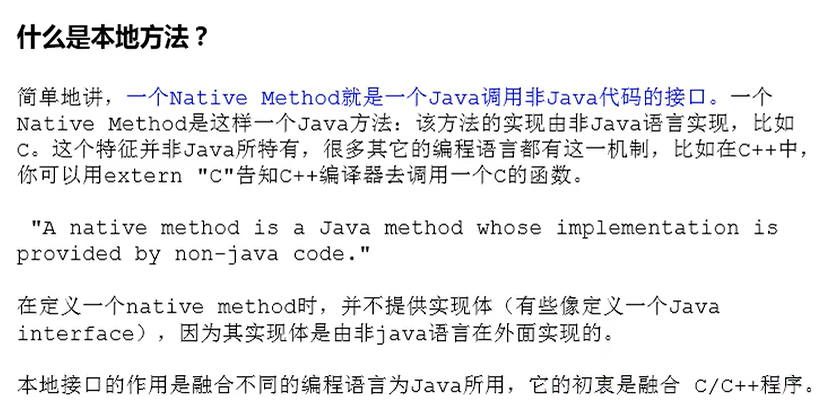 什么是本地方法？
简单地讲，一个Native Method就是一个Java调用非Java代码的接口。一个
Native Method是这样一个Java方法：该方法的实现由非Java语言实现，比如
C。这个特征并非Java所特有，很多其它的编程语言都有这一机制，比如在C++中，
你可以用extern "C"告知C++编译器去调用一个C的函数。
"A native method is a Java method whose implementation is
provided by non-java code."
在定义一个native method时，并不提供实现体（有些像定义一个Java
interface），因为其实现体是由非java语言在外面实现的。
本地接口的作用是融合不同的编程语言为Java所用，它的初衷是融合 C/C++程序。